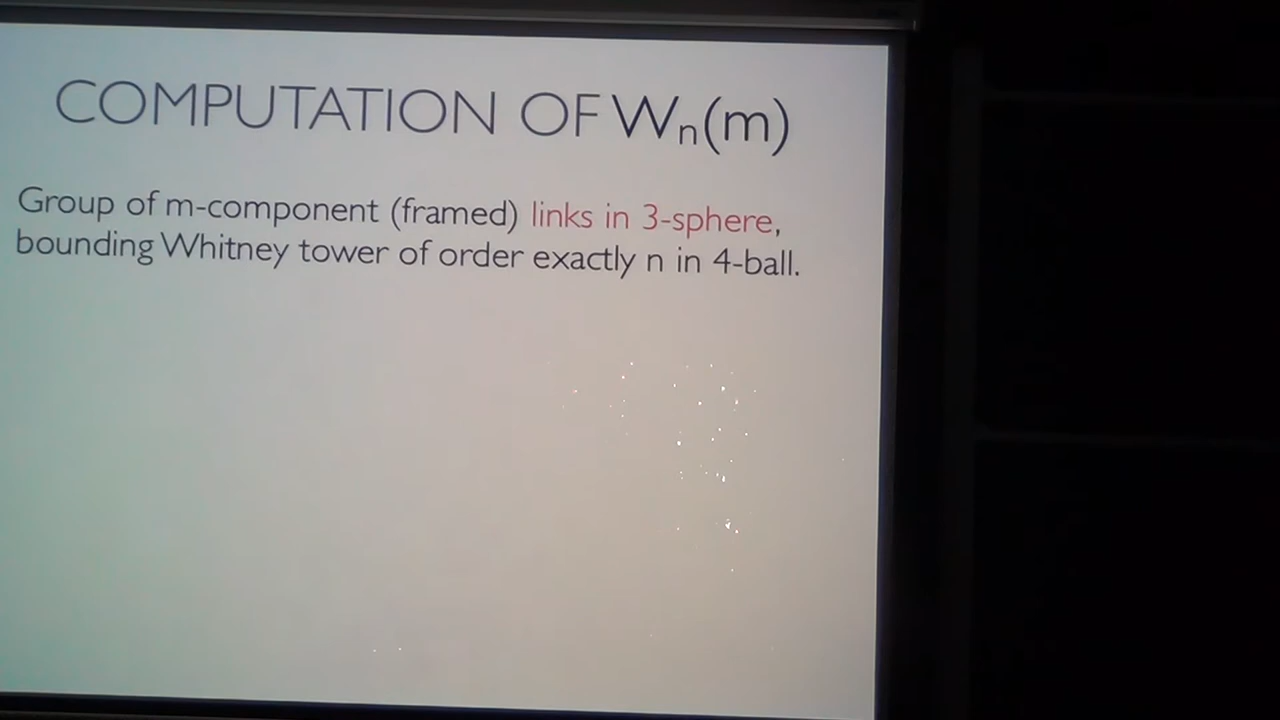 COMPUTATION OF Wn(m)
Group of m-component (framed) links in 3-sphere,
bounding Whitney tower of order exactly n in 4-ball.